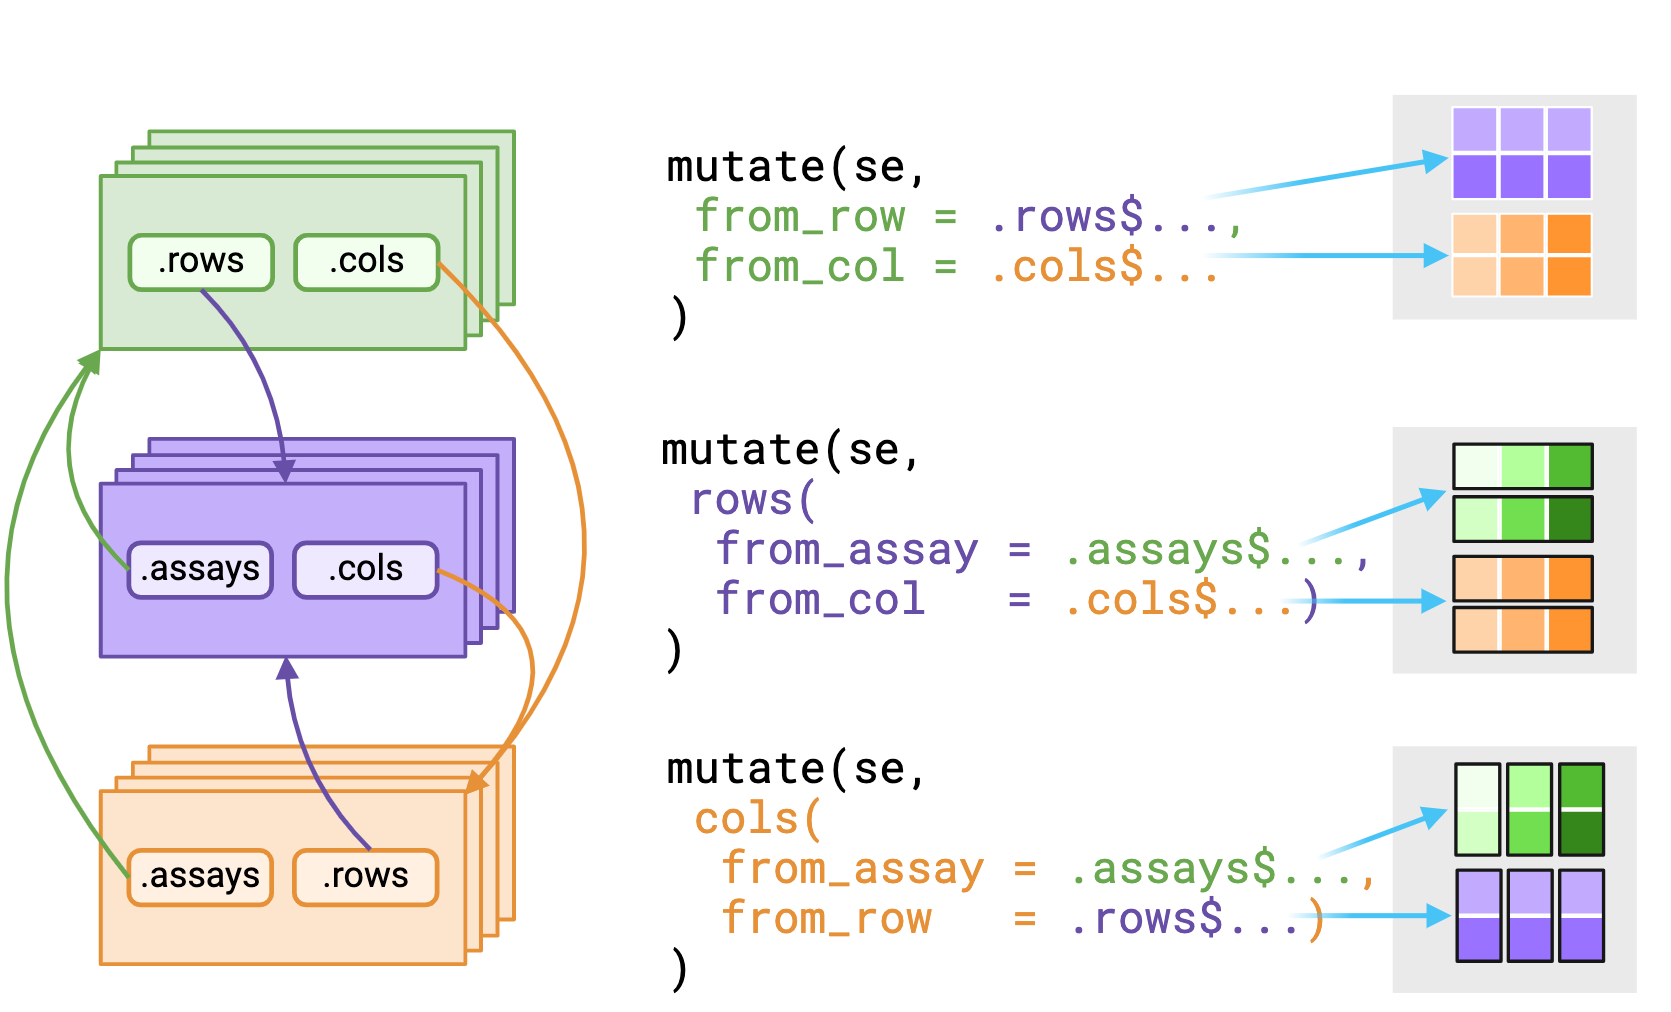 .rows .cols
mutate(se,
from_row = .rows$...,
from_col = .cols$...
)
.assays .cols
mutate(se,
rows(
from_assay = .assays$...,
from_col = .cols$...)
)
.assays .rows
mutate(se,
cols(
from_assay = .assays$...,
from_row = .rows$...)
)